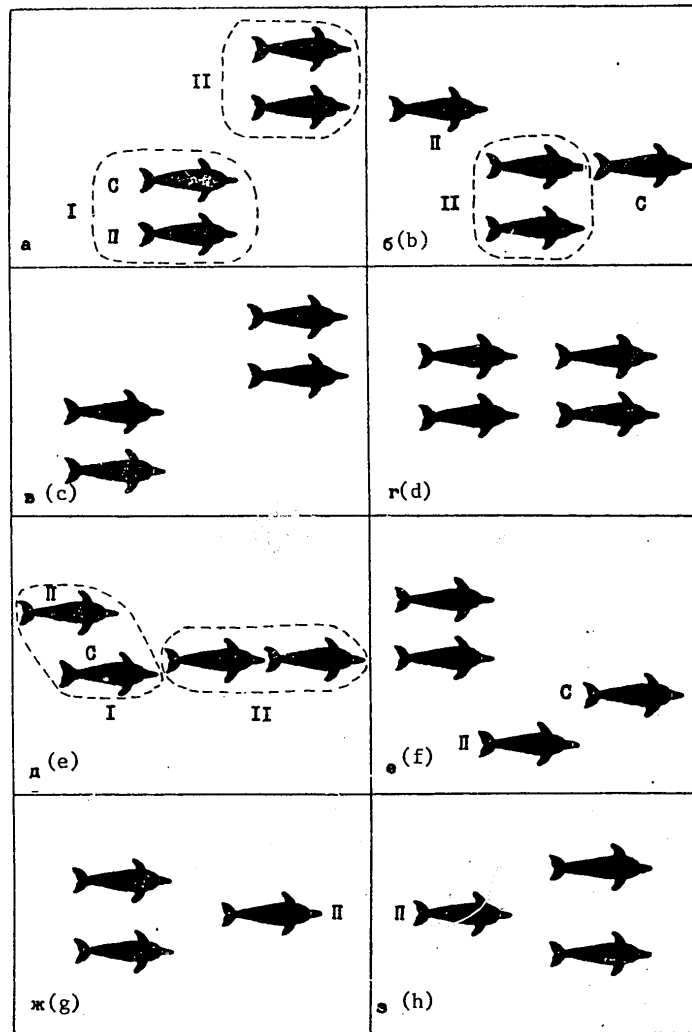 II
I
С
П
а
П
II
С
б(b)
в (c)
г(d)
П
С
I
II
д(e)
С
П
е(f)
П
ж(g)
П
з (h)